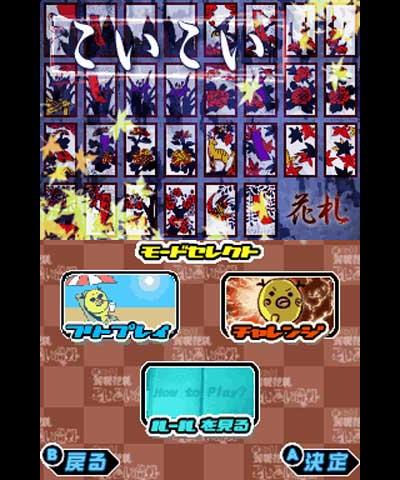 こいこい
花札
モードセレクト
フリープレイ
チャレンジ
How to Play?
ルールを見る
B 戻る
A 決定